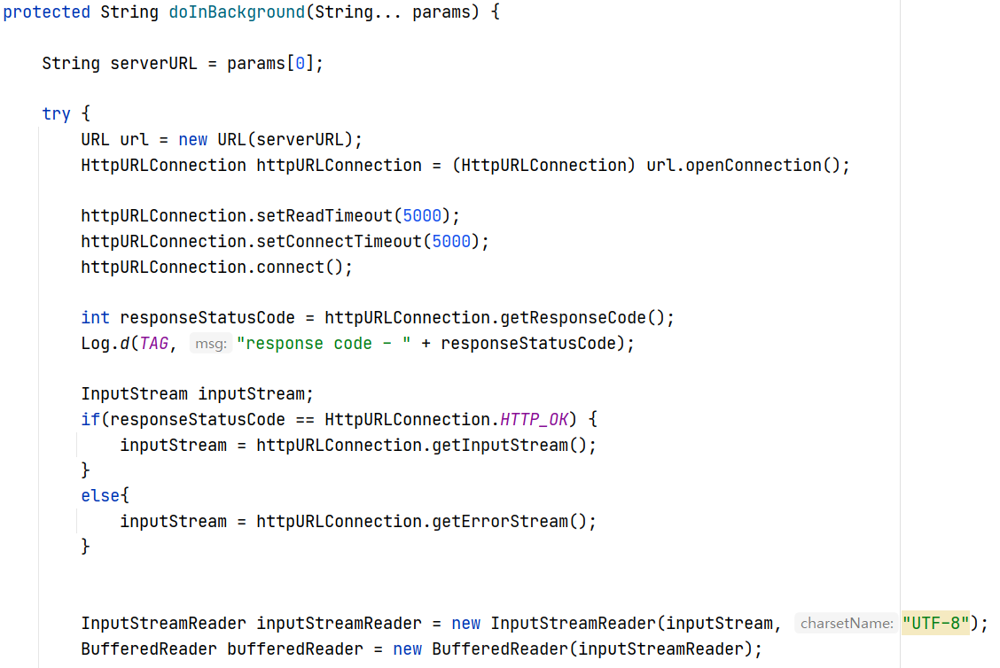 protected String doInBackground(String... params) {
String serverURL = params[0];
try {
URL url = new URL(serverURL);
HttpURLConnection httpURLConnection = (HttpURLConnection) url.openConnection();
httpURLConnection.setReadTimeout(5000);
httpURLConnection.setConnectTimeout(5000);
httpURLConnection.connect();
int responseStatusCode = httpURLConnection.getResponseCode();
Log.d(TAG, msg: "response code - " + responseStatusCode);
InputStream inputStream;
if(responseStatusCode == HttpURLConnection.HTTP_OK) {
inputStream = httpURLConnection.getInputStream();
}
else{
inputStream = httpURLConnection.getErrorStream();
}
InputStreamReader inputStreamReader = new InputStreamReader(inputStream, charsetName: "UTF-8");
BufferedReader bufferedReader = new BufferedReader(inputStreamReader);